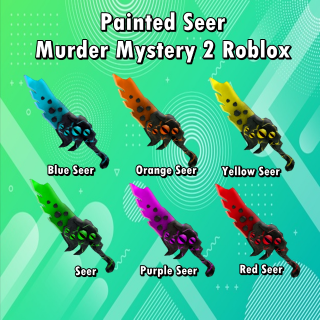 Painted Seer
Murder Mystery 2 Roblox
Blue Seer
Orange Seer
Yellow Seer
Seer
Purple Seer
Red Seer